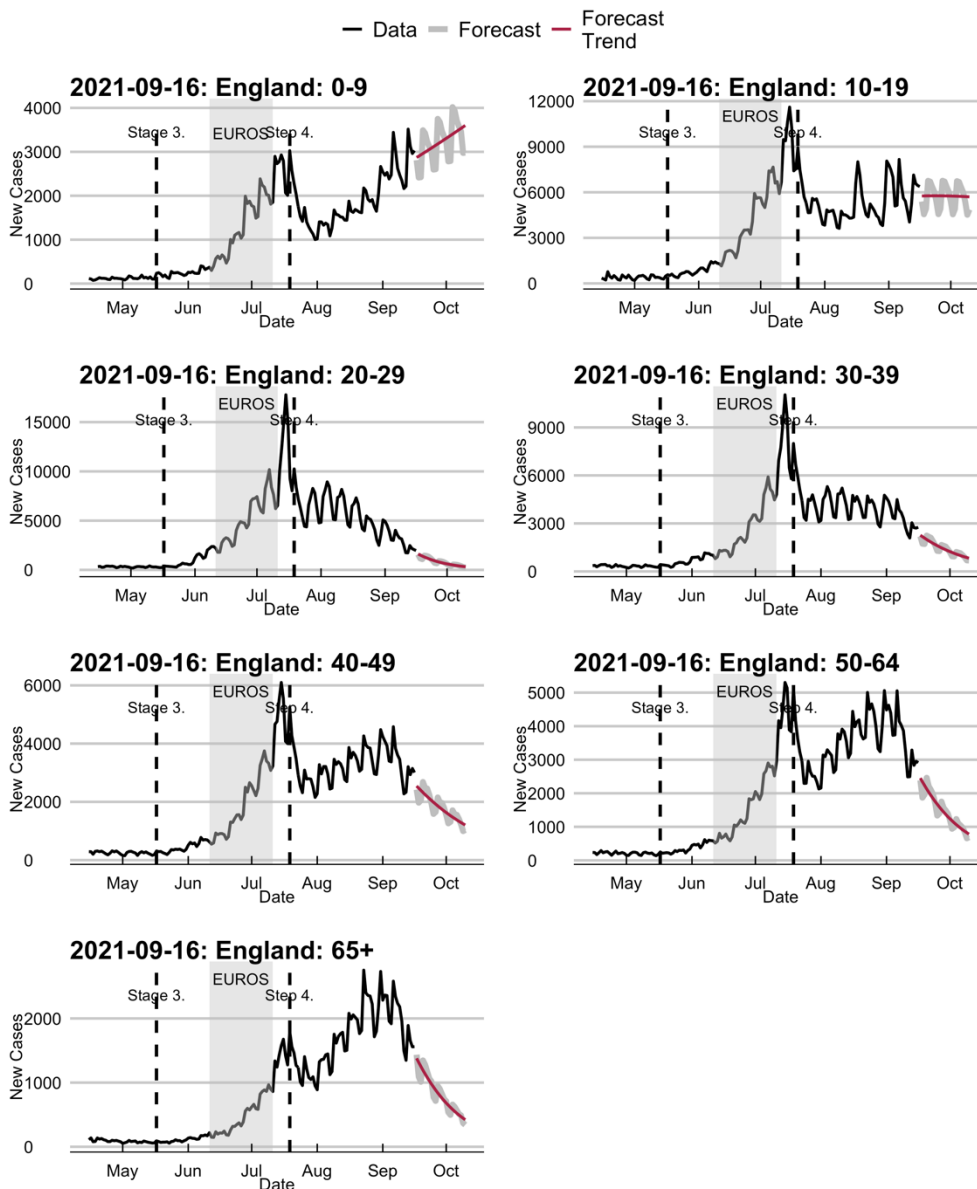 Data Forecast Forecast
Trend
2021-09-16: England: 0-9
4000
3000
2000
1000
0
New Cases
Stage 3.
EUROS
Step 4.
May Jun Jul Aug Sep Oct
Date
2021-09-16: England: 10-19
12000
9000
6000
3000
0
New Cases
Stage 3.
EUROS
Step 4.
May Jun Jul Aug Sep Oct
Date
2021-09-16: England: 20-29
15000
10000
5000
0
New Cases
Stage 3.
EUROS
Step 4.
May Jun Jul Aug Sep Oct
Date
2021-09-16: England: 30-39
9000
6000
3000
0
New Cases
Stage 3.
EUROS
Step 4.
May Jun Jul Aug Sep Oct
Date
2021-09-16: England: 40-49
6000
4000
2000
0
New Cases
Stage 3.
EUROS
Step 4.
May Jun Jul Aug Sep Oct
Date
2021-09-16: England: 50-64
5000
4000
3000
2000
1000
0
New Cases
Stage 3.
EUROS
Step 4.
May Jun Jul Aug Sep Oct
Date
2021-09-16: England: 65+
2000
1000
0
New Cases
Stage 3.
EUROS
Step 4.
May Jun Jul Aug Sep Oct
Date